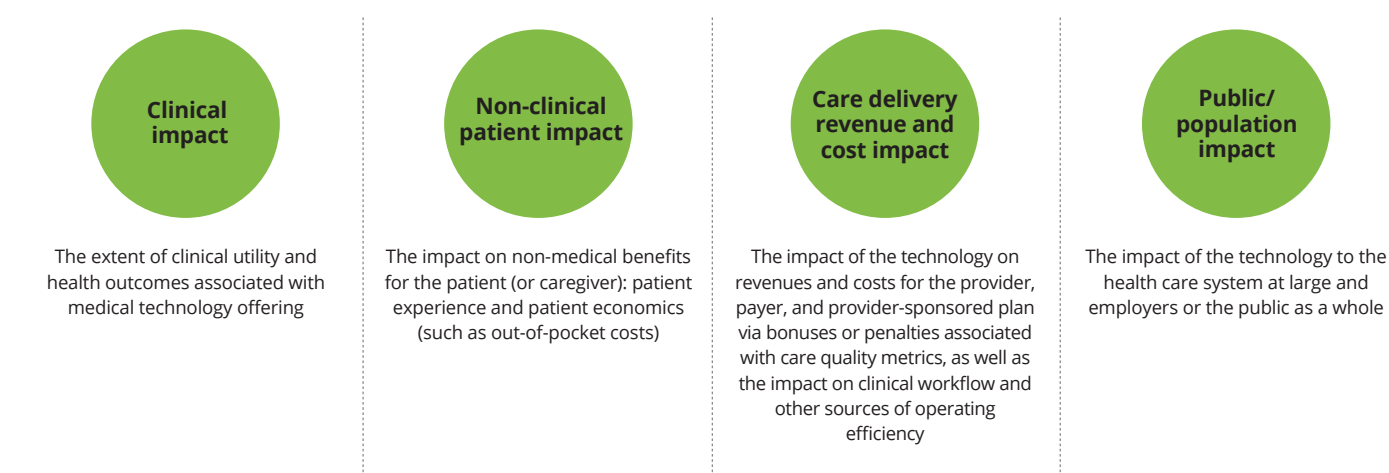 Clinical
impact
The extent of clinical utility and
health outcomes associated with
medical technology offering
Non-clinical
patient impact
The impact on non-medical benefits
for the patient (or caregiver): patient
experience and patient economics
(such as out-of-pocket costs)
Care delivery
revenue and
cost impact
The impact of the technology on
revenues and costs for the provider,
payer, and provider-sponsored plan
via bonuses or penalties associated
with care quality metrics, as well as
the impact on clinical workflow and
other sources of operating
efficiency
Public/
population
impact
The impact of the technology to the
health care system at large and
employers or the public as a whole